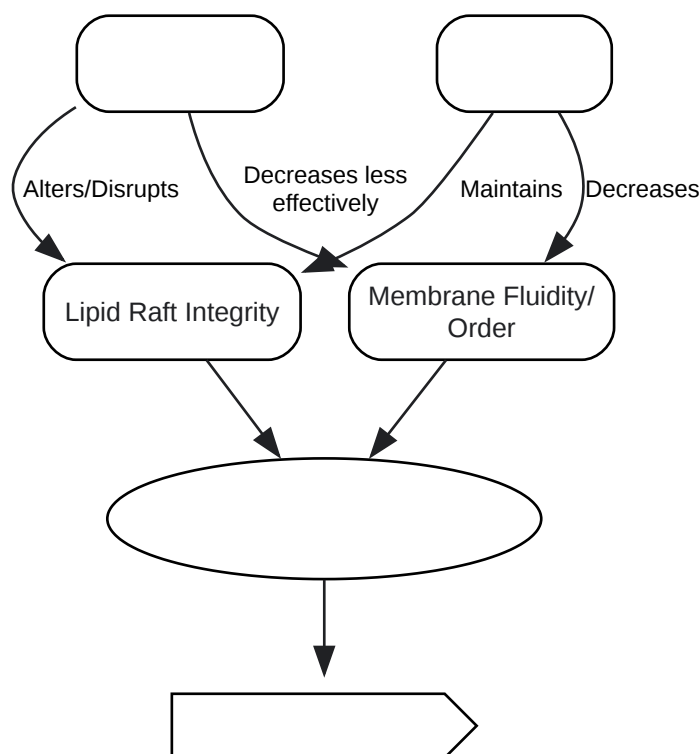 Alters/Disrupts
Decreases less
effectively
Maintains
Decreases
Lipid Raft Integrity
Membrane Fluidity/
Order